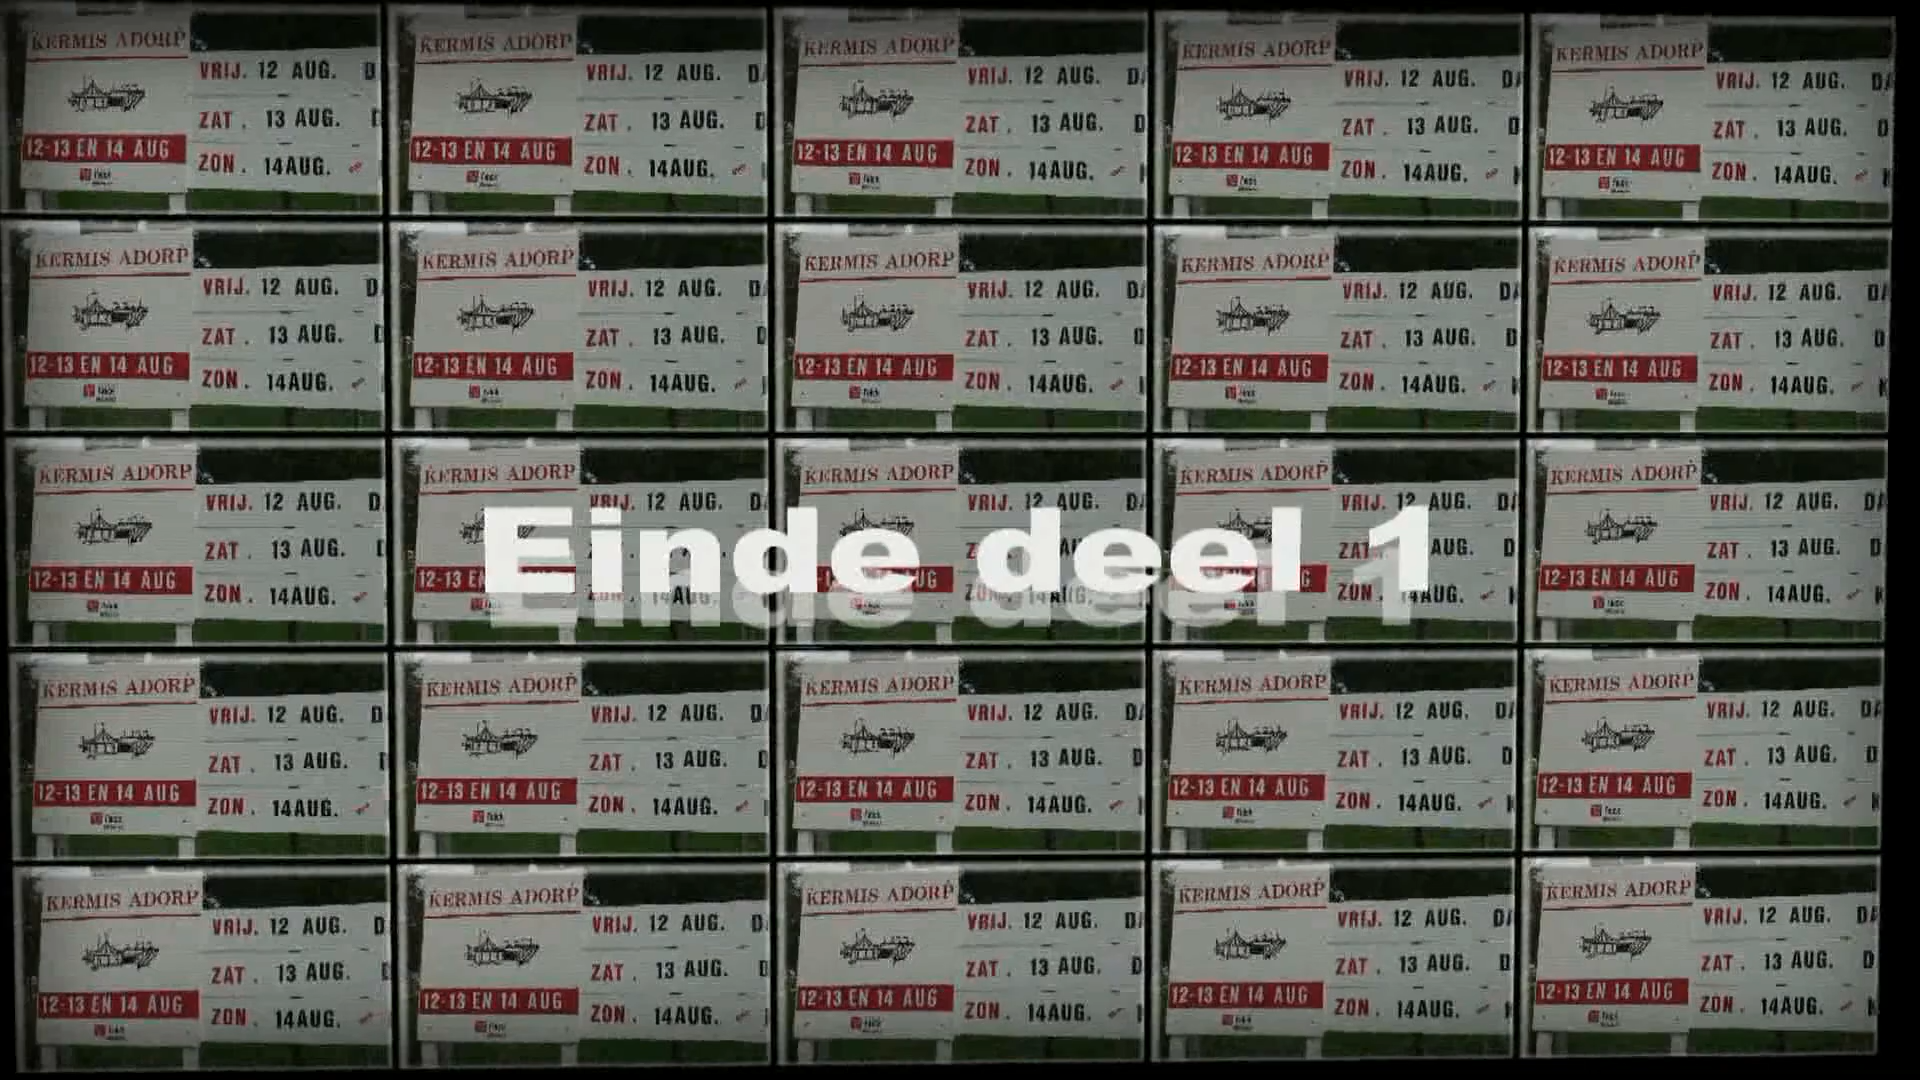 KERMIS ADORP
VRIJ. 12 AUG.
ZAT. 13 AUG.
12-13 EN 14 AUG
ZON. 14AUG.
Einde deel 1